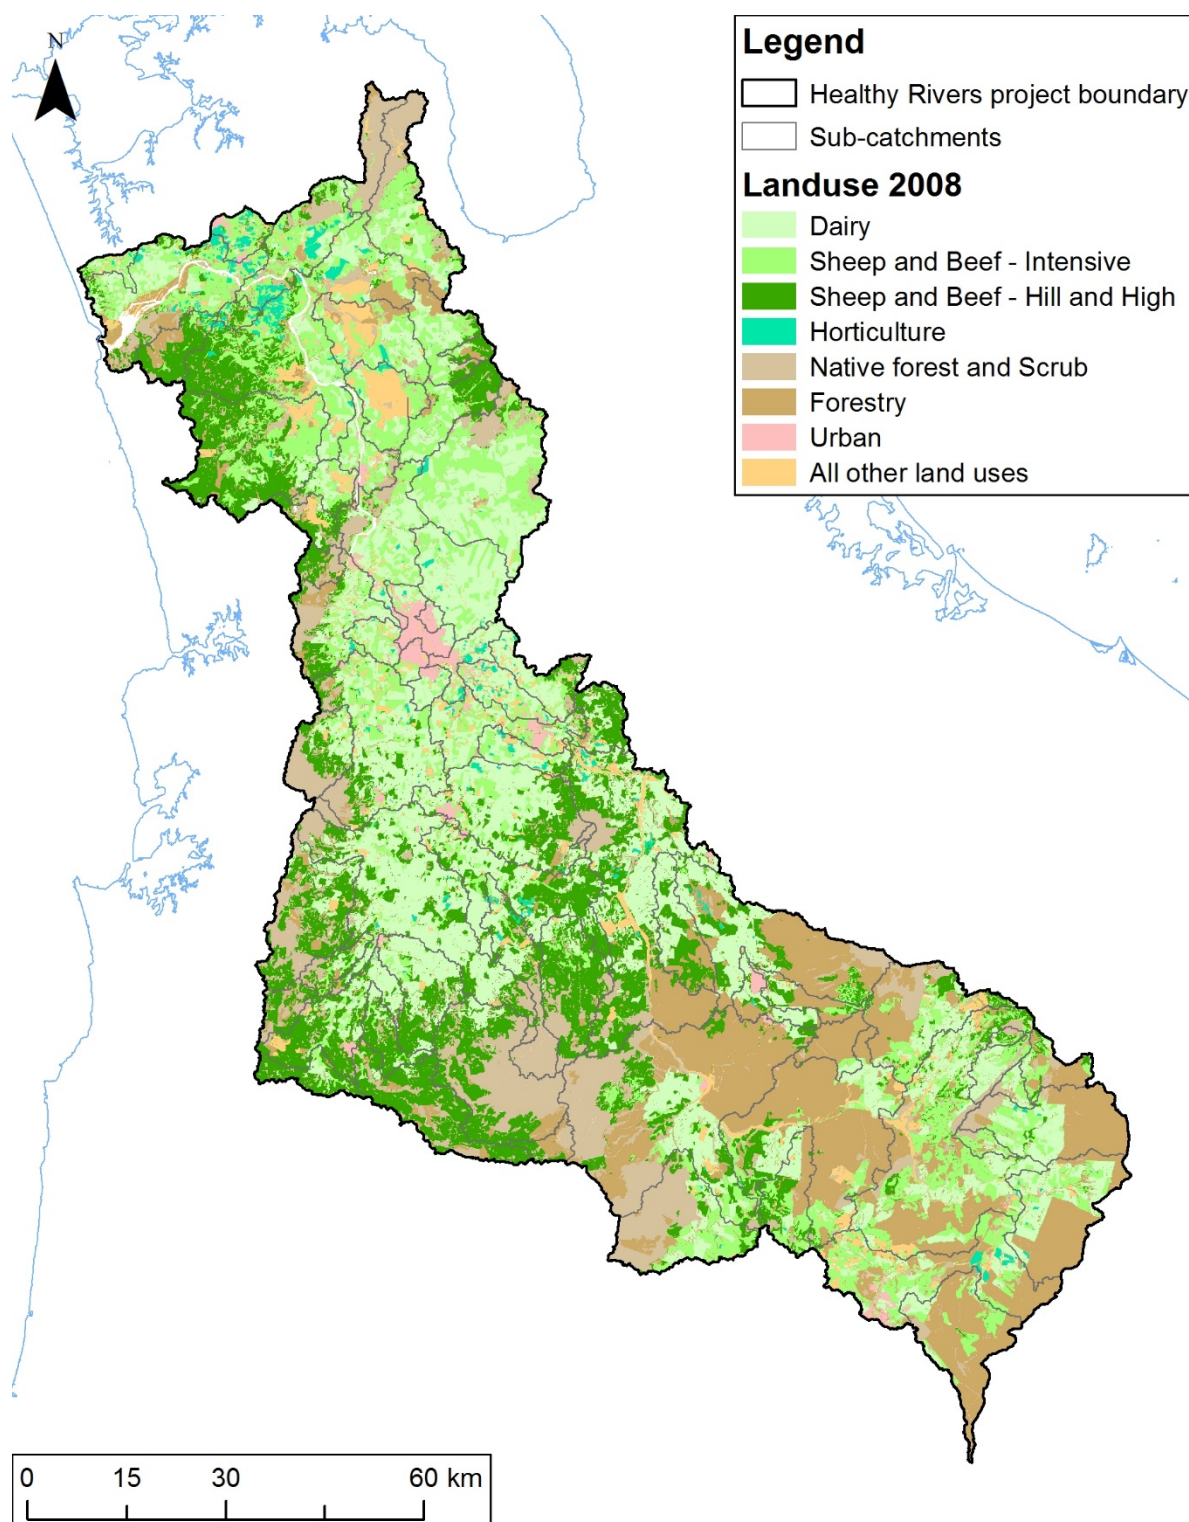 N
Legend
Healthy Rivers project boundary
Sub-catchments
Landuse 2008
Dairy
Sheep and Beef - Intensive
Sheep and Beef - Hill and High
Horticulture
Native forest and Scrub
Forestry
Urban
All other land uses
0 15 30 60 km